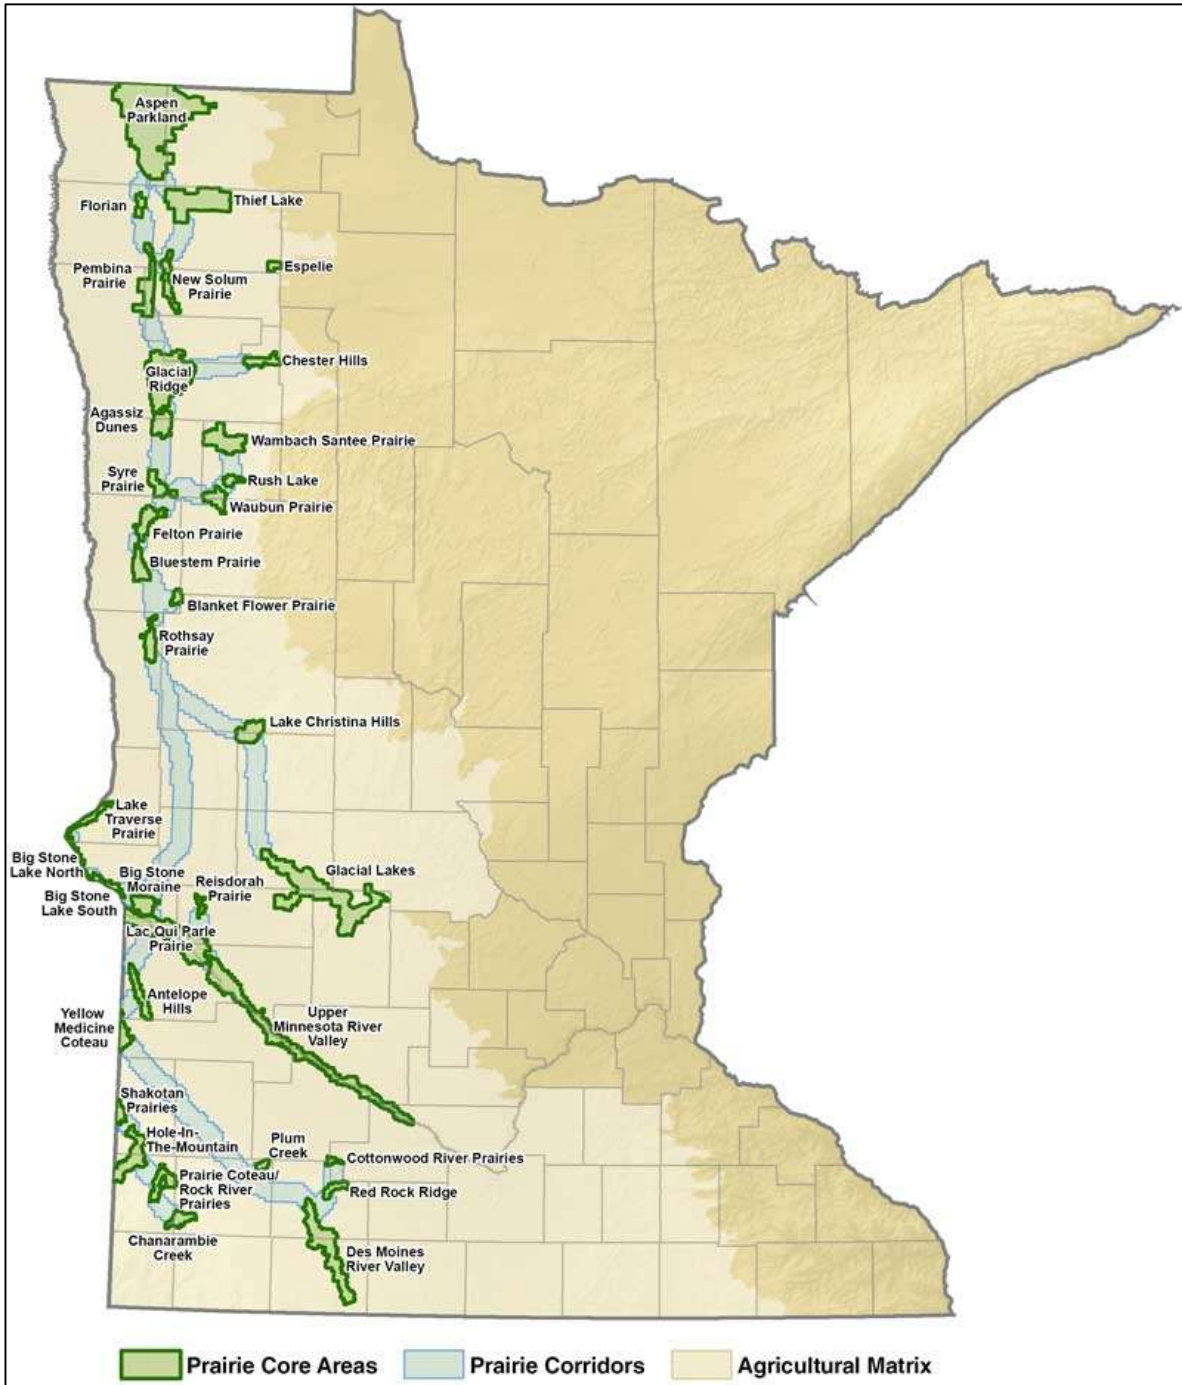 Aspen
Parkland
Florian
Thief Lake
Pembina
Prairie
New Solum
Prairie
Espelie
Glacial
Ridge
Chester Hills
Agassiz
Dunes
Wambach Santee Prairie
Syre
Prairie
Rush Lake
Waubun Prairie
Felton Prairie
Bluestem Prairie
Blanket Flower Prairie
Rothsay
Prairie
Lake Christina Hills
Lake
Traverse
Prairie
Big Stone
Lake North
Big Stone
Moraine
Reisdorah
Prairie
Glacial Lakes
Big Stone
Lake South
Lac Qui Parle
Prairie
Antelope
Hills
Yellow
Medicine
Coteau
Upper
Minnesota River
Valley
Shakotan
Prairies
Hole-In-
The-Mountain
Plum
Creek
Cottonwood River Prairies
Prairie Coteau/
Rock River
Prairies
Red Rock Ridge
Chanarambie
Creek
Des Moines
River Valley
Prairie Core Areas
Prairie Corridors
Agricultural Matrix